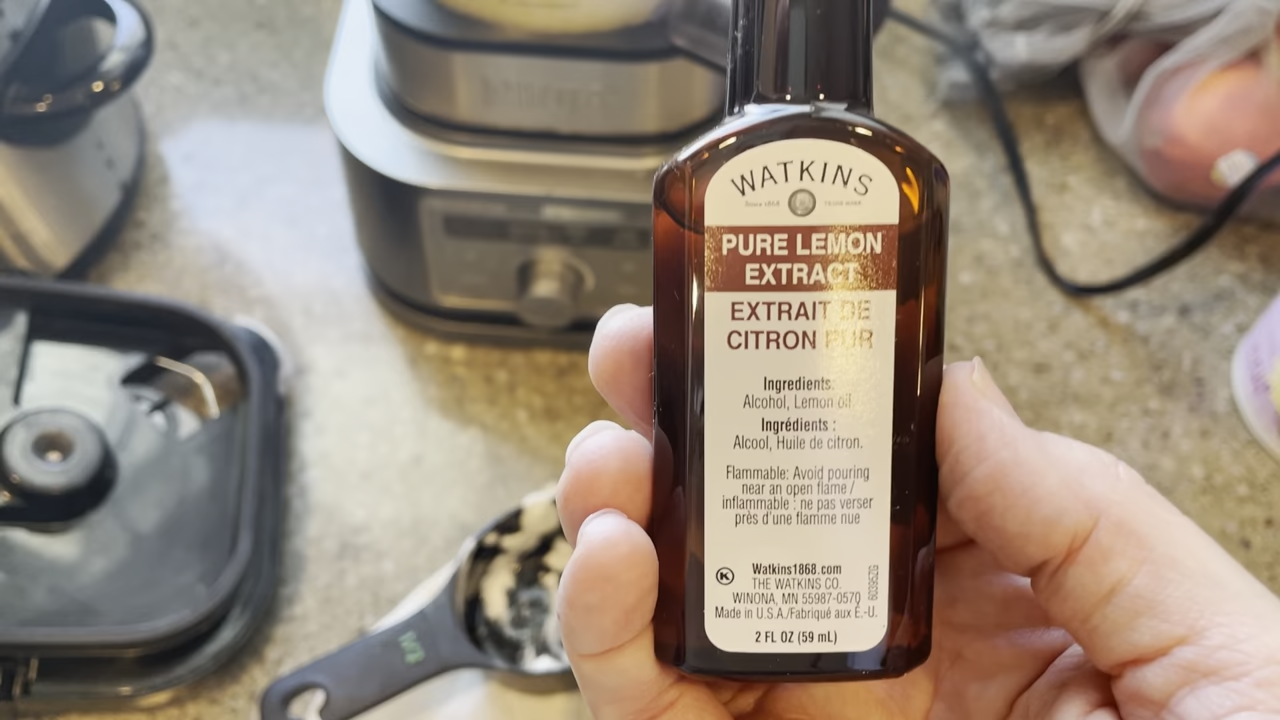 WATKINS
Since 1868
PURE LEMON
EXTRACT
EXTRAIT DE
CITRON PUR
Ingredients:
Alcohol, Lemon oil.
Ingrédients :
Alcool, Huile de citron.
Flammable: Avoid pouring
near an open flame /
inflammable : ne pas verser
près d'une flamme nue
K
Watkins1868.com
THE WATKINS CO.
WINONA, MN 55987-0570
Made in U.S.A./Fabriqué aux É.-U.
2 FL OZ (59 mL)